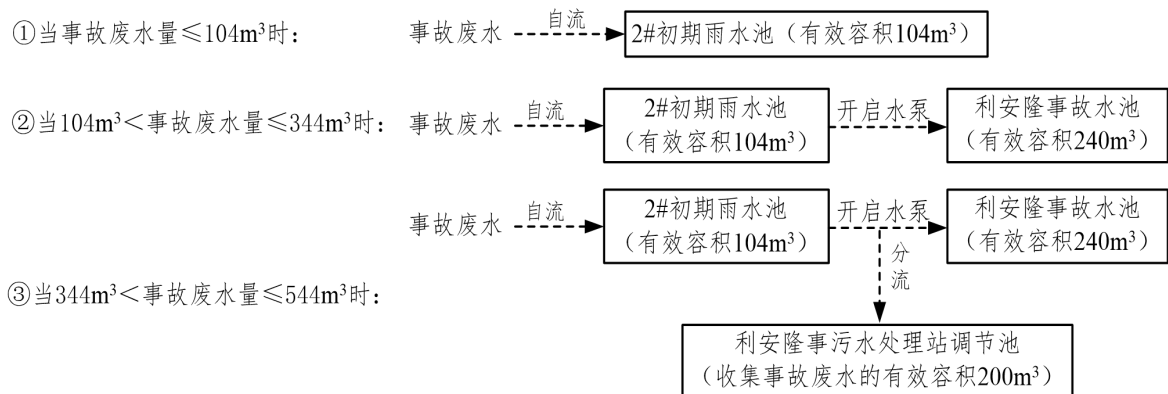 ①当事故废水量≤104m³时：
事故废水
自流
2#初期雨水池（有效容积104m³）
②当104m³＜事故废水量≤344m³时：
事故废水
自流
2#初期雨水池
（有效容积104m³）
开启水泵
利安隆事故水池
（有效容积240m³）
③当344m³＜事故废水量≤544m³时：
事故废水
自流
2#初期雨水池
（有效容积104m³）
开启水泵
利安隆事故水池
（有效容积240m³）
分流
利安隆事污水处理站调节池
（收集事故废水的有效容积200m³）